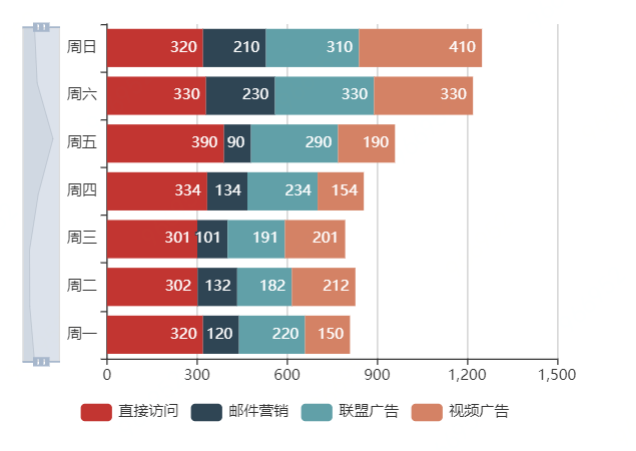 周日 320 210 310 410
周六 330 230 330 330
周五 390 90 290 190
周四 334 134 234 154
周三 301 101 191 201
周二 302 132 182 212
周一 320 120 220 150
0 300 600 900 1,200 1,500
直接访问 邮件营销 联盟广告 视频广告